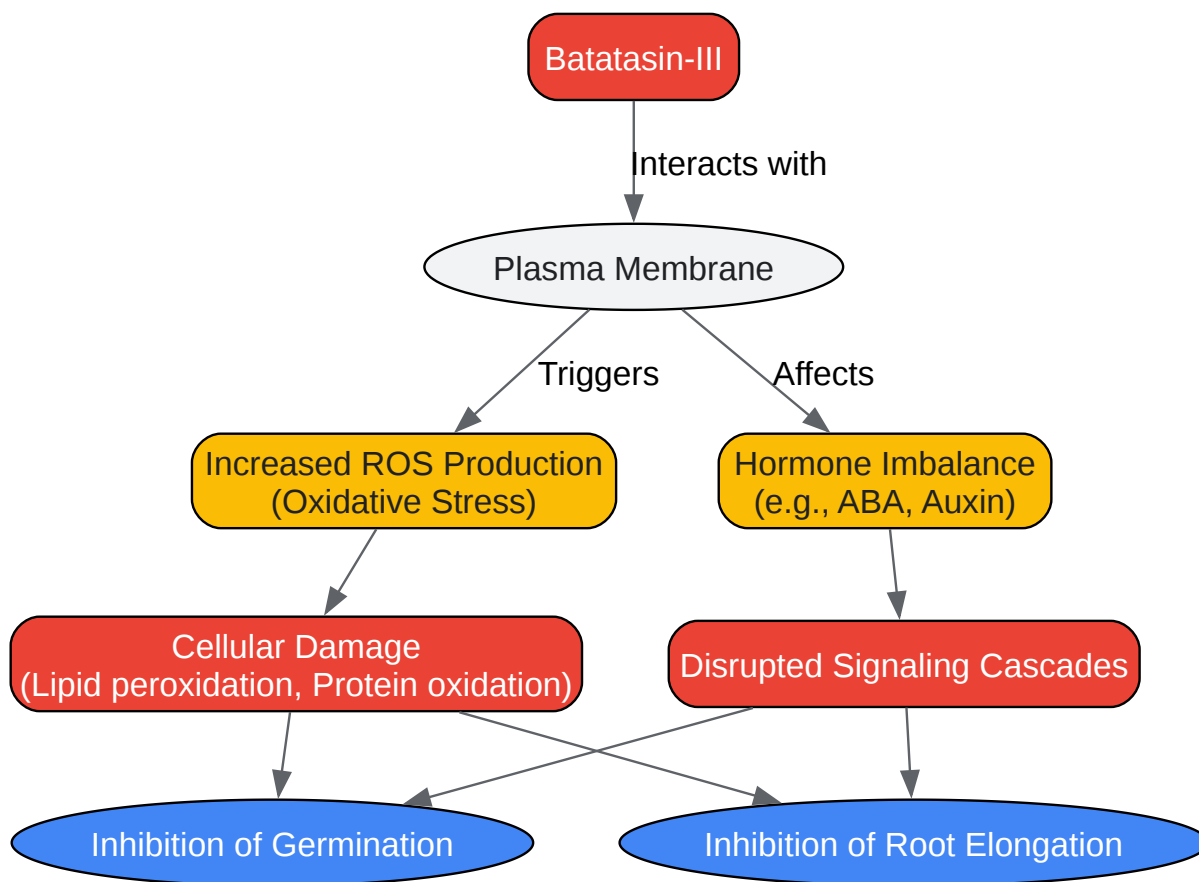 Batatasin-III
Interacts with
Plasma Membrane
Triggers
Affects
Increased ROS Production
(Oxidative Stress)
Hormone Imbalance
(e.g., ABA, Auxin)
Cellular Damage
(Lipid peroxidation, Protein oxidation)
Disrupted Signaling Cascades
Inhibition of Germination
Inhibition of Root Elongation